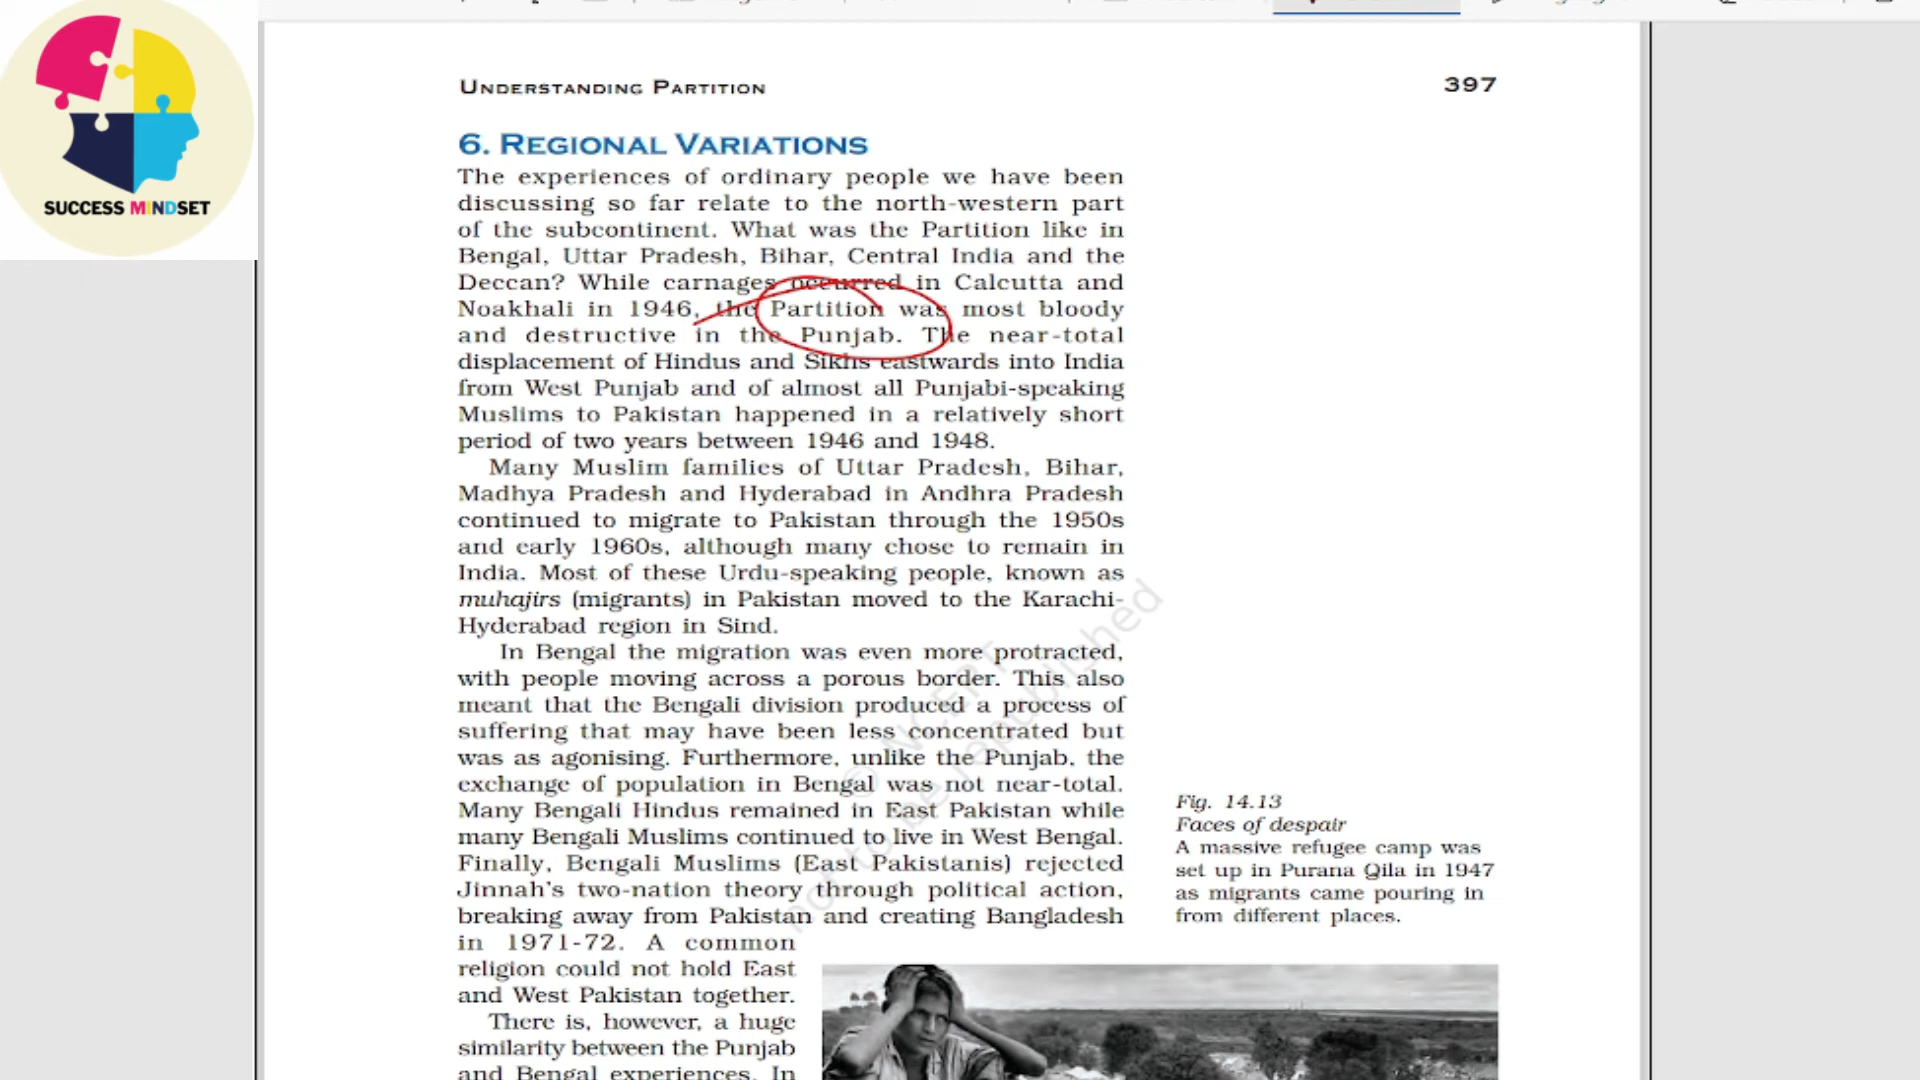 SUCCESS MINDSET
UNDERSTANDING PARTITION
397
6. REGIONAL VARIATIONS
The experiences of ordinary people we have been
discussing so far relate to the north-western part
of the subcontinent. What was the Partition like in
Bengal, Uttar Pradesh, Bihar, Central India and the
Deccan? While carnages occurred in Calcutta and
Noakhali in 1946, the Partition was most bloody
and destructive in the Punjab. The near-total
displacement of Hindus and Sikhs eastwards into India
from West Punjab and of almost all Punjabi-speaking
Muslims to Pakistan happened in a relatively short
period of two years between 1946 and 1948.
Many Muslim families of Uttar Pradesh, Bihar,
Madhya Pradesh and Hyderabad in Andhra Pradesh
continued to migrate to Pakistan through the 1950s
and early 1960s, although many chose to remain in
India. Most of these Urdu-speaking people, known as
muhajirs (migrants) in Pakistan moved to the Karachi-
Hyderabad region in Sind.
In Bengal the migration was even more protracted,
with people moving across a porous border. This also
meant that the Bengali division produced a process of
suffering that may have been less concentrated but
was as agonising. Furthermore, unlike the Punjab, the
exchange of population in Bengal was not near-total.
Many Bengali Hindus remained in East Pakistan while
many Bengali Muslims continued to live in West Bengal.
Finally, Bengali Muslims (East Pakistanis) rejected
Jinnah's two-nation theory through political action,
breaking away from Pakistan and creating Bangladesh
in 1971-72. A common
religion could not hold East
and West Pakistan together.
There is, however, a huge
similarity between the Punjab
and Bengal experiences. In
Fig. 14.13
Faces of despair
A massive refugee camp was
set up in Purana Qila in 1947
as migrants came pouring in
from different places.
© NCERT
not to be republished